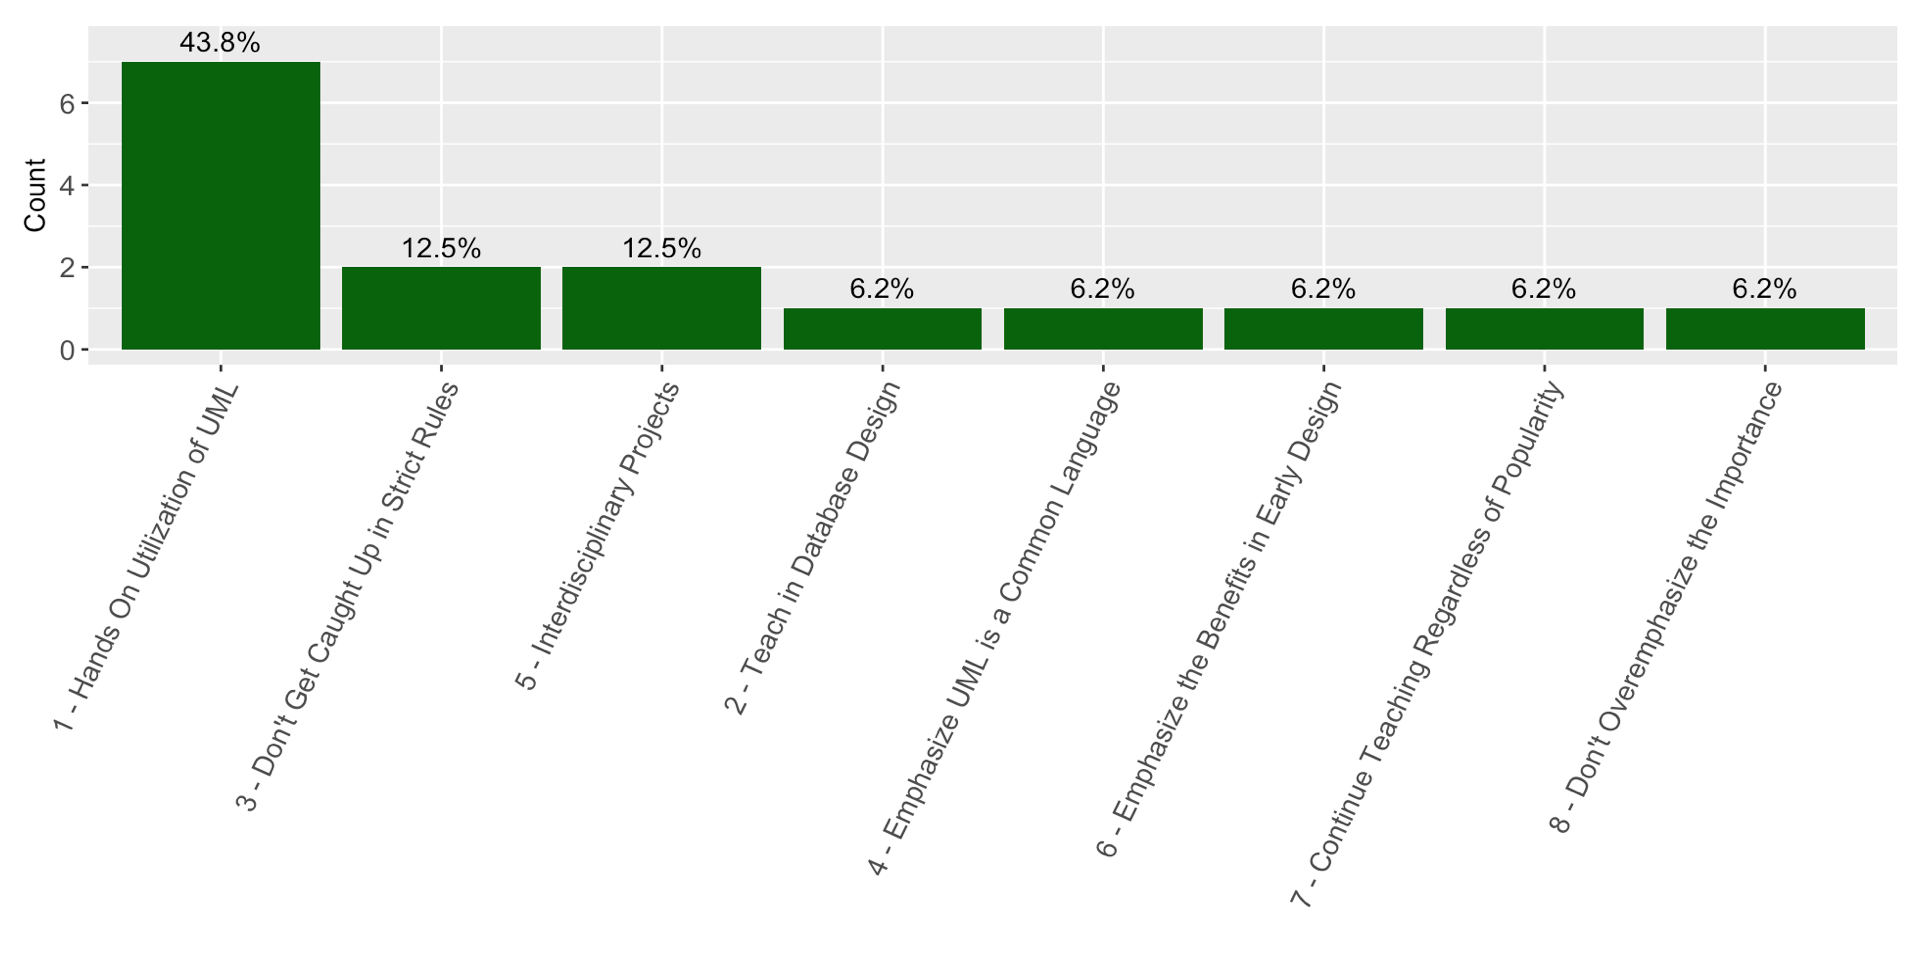 43.8%
12.5%
12.5%
6.2%
6.2%
6.2%
6.2%
6.2%
Count
6
4
2
0
1 - Hands On Utilization of UML
3 - Don't Get Caught Up in Strict Rules
5 - Interdisciplinary Projects
2 - Teach in Database Design
4 - Emphasize UML is a Common Language
6 - Emphasize the Benefits in Early Design
7 - Continue Teaching Regardless of Popularity
8 - Don't Overemphasize the Importance